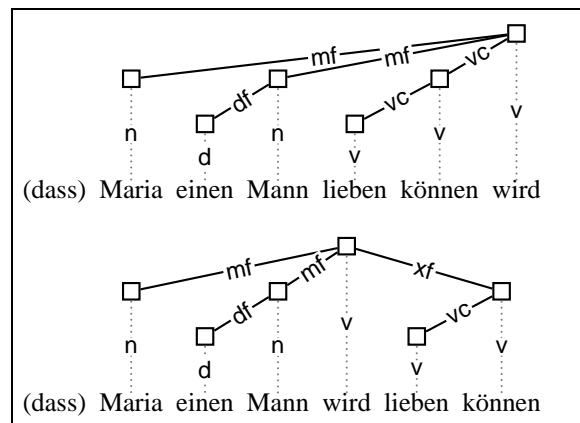 mf mf vc
df vc
n d n v v v
(dass) Maria einen Mann lieben können wird
mf mf xf
df vc
n d n v v v
(dass) Maria einen Mann wird lieben können